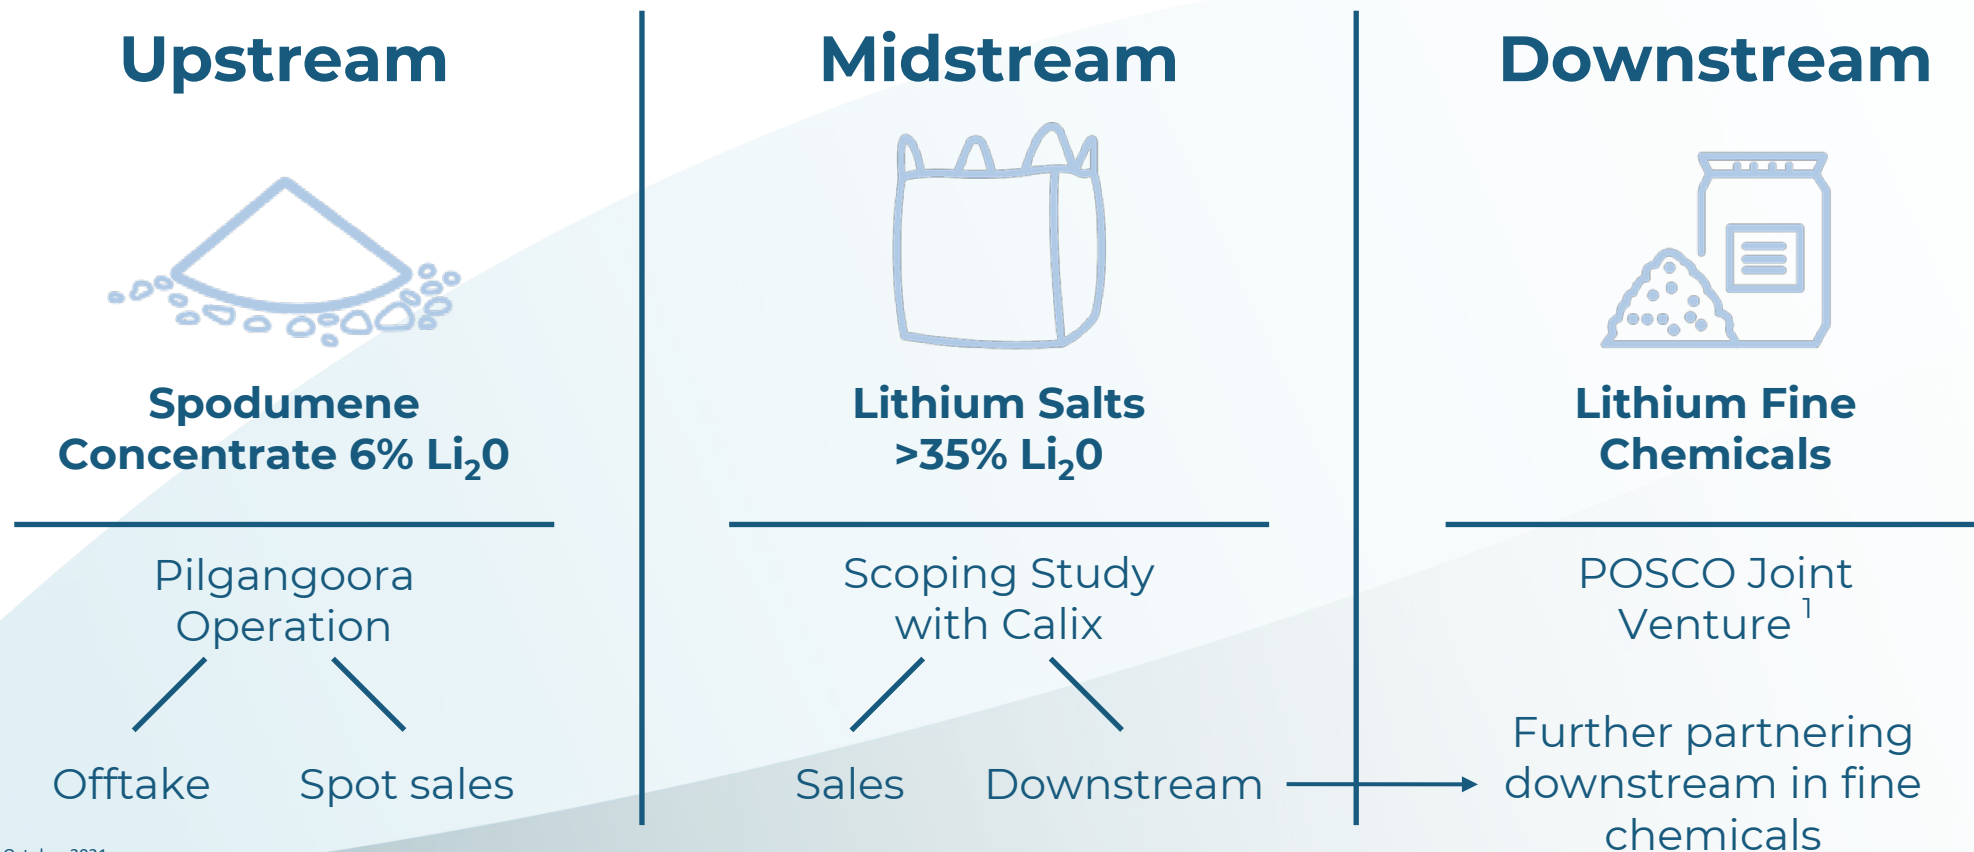 Upstream
Spodumene
Concentrate 6% Li₂0
Pilgangoora
Operation
Offtake
Spot sales
Midstream
Lithium Salts
>35% Li₂0
Scoping Study
with Calix
Sales
Downstream
Downstream
Lithium Fine
Chemicals
POSCO Joint
Venture ¹
Further partnering
downstream in fine
chemicals